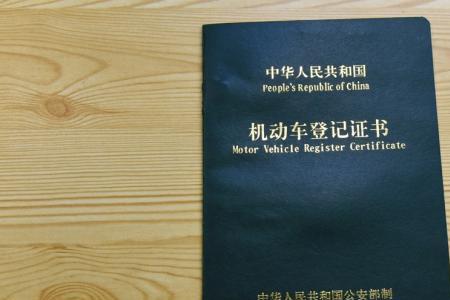 中华人民共和国
People's Republic of China
机动车登记证书
Motor Vehicle Register Certificate
中华人民共和国公安部制